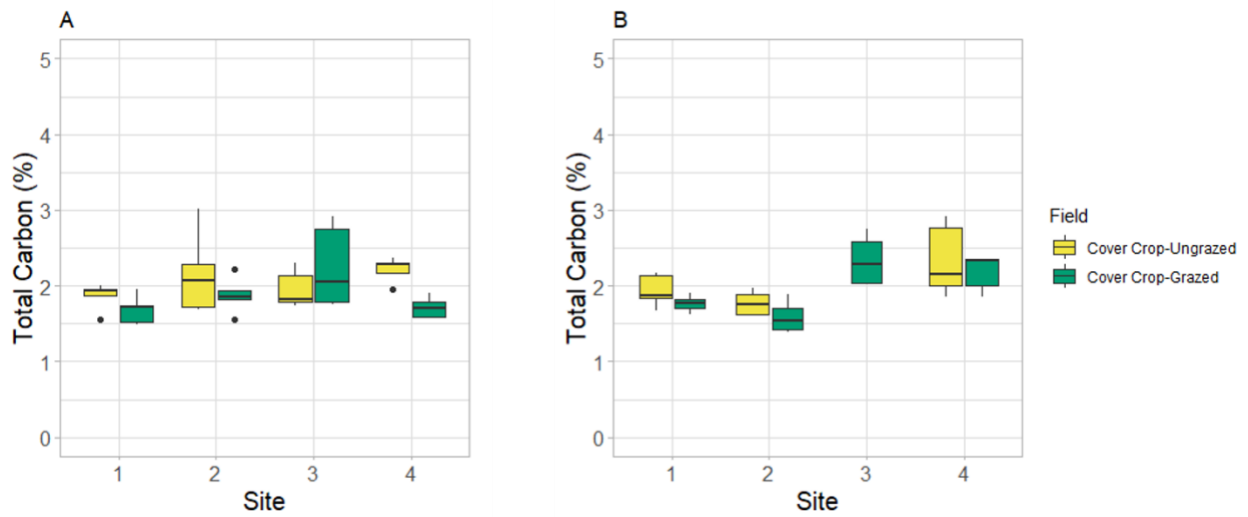 A
Total Carbon (%)
5
4
3
2
1
0
1 2 3 4
Site
B
Total Carbon (%)
5
4
3
2
1
0
1 2 3 4
Site
Field
Cover Crop-Ungrazed
Cover Crop-Grazed